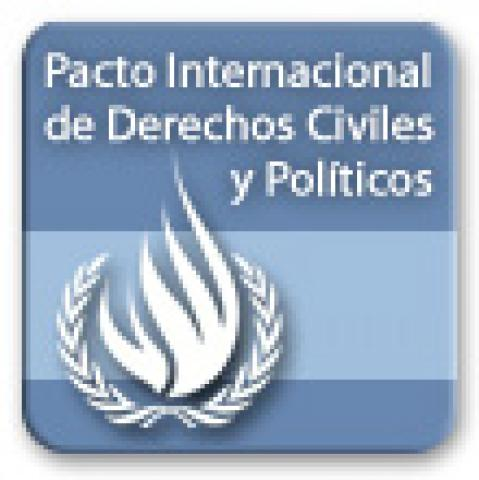 Pacto Internacional
de Derechos Civiles
y Políticos